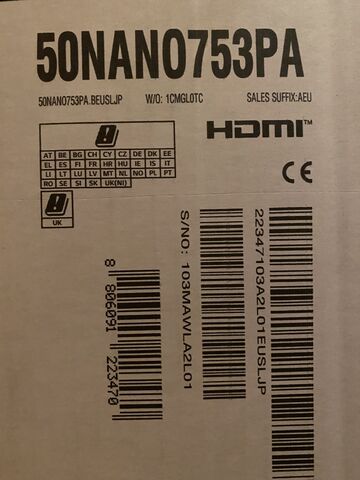 50NANO753PA
50NANO753PA.BEUSLJP W/O: 1CMGL0TC SALES SUFFIX:AEU
HDMI™
AT BE BG CH CY CZ DE DK EE
EL ES FI FR HR HU IE IS IT
LI LT LU LV MT NL NO PL PT
RO SE SI SK UK(NI)
CE
UK
S/NO: 103MAWLA2L01
22347103A2L01EUSLJP
8 806091 223470